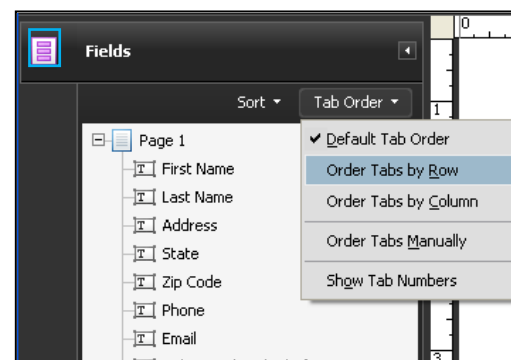 0
Fields
Sort Tab Order
1
Page 1
Default Tab Order
First Name
Order Tabs by Row
Last Name
Order Tabs by Column
Address
State
Order Tabs Manually
Zip Code
Show Tab Numbers
Phone
Email
3